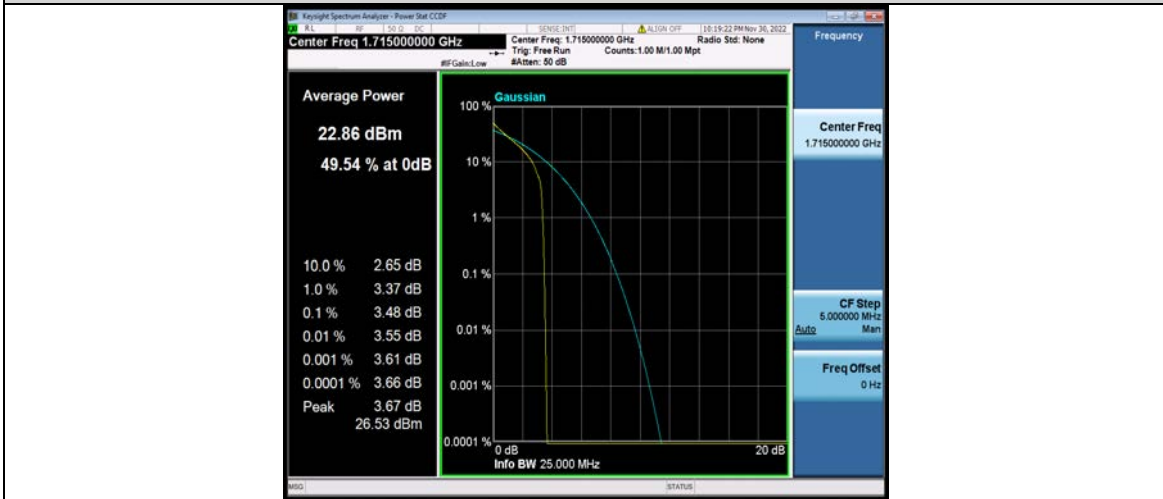 Keysight Spectrum Analyzer - Power Stat CCDF
RL RF 50 Ω DC SENSE:INT ALIGN OFF 10:19:22 PM Nov 30, 2022
Center Freq 1.715000000 GHz
Center Freq: 1.715000000 GHz Radio Std: None
Trig: Free Run Counts:1.00 M/1.00 Mpt
#IFGain:Low #Atten: 50 dB
Frequency
Average Power
22.86 dBm
49.54 % at 0dB
10.0 % 2.65 dB
1.0 % 3.37 dB
0.1 % 3.48 dB
0.01 % 3.55 dB
0.001 % 3.61 dB
0.0001 % 3.66 dB
Peak 3.67 dB
26.53 dBm
Gaussian
100 %
10 %
1 %
0.1 %
0.01 %
0.001 %
0.0001 %
0 dB 20 dB
Info BW 25.000 MHz
Center Freq
1.715000000 GHz
CF Step
5.000000 MHz
Auto Man
Freq Offset
0 Hz
MSG STATUS